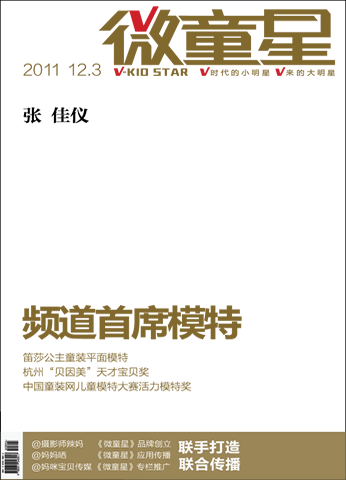 微童星
2011 12.3
V-KID STAR V时代的小明星 V来的大明星
张 佳仪
频道首席模特
笛莎公主童装平面模特
杭州“贝因美”天才宝贝奖
中国童装网儿童模特大赛活力模特奖
@摄影师辣妈 《微童星》品牌创立
@妈妈晒 《微童星》应用传播
@妈咪宝贝传媒 《微童星》专栏推广
联手打造
联合传播